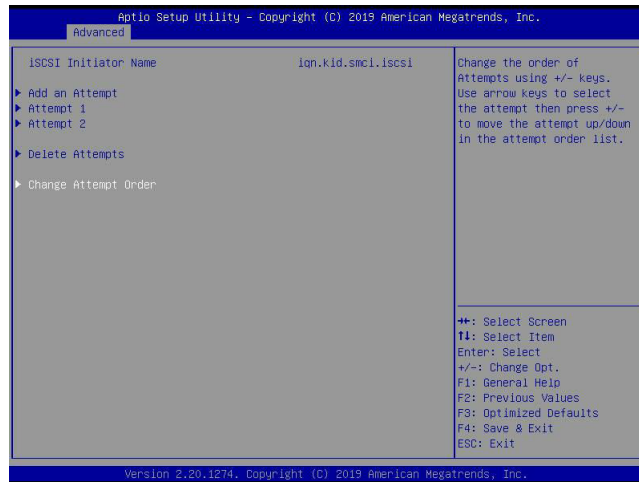 Aptio Setup Utility – Copyright (C) 2019 American Megatrends, Inc.
Advanced
iSCSI Initiator Name iqn.kid.smci.iscsi
Add an Attempt
Attempt 1
Attempt 2
Delete Attempts
Change Attempt Order
Change the order of
Attempts using +/- keys.
Use arrow keys to select
the attempt then press +/-
to move the attempt up/down
in the attempt order list.
→←: Select Screen
↑↓: Select Item
Enter: Select
+/-: Change Opt.
F1: General Help
F2: Previous Values
F3: Optimized Defaults
F4: Save & Exit
ESC: Exit
Version 2.20.1274. Copyright (C) 2019 American Megatrends, Inc.